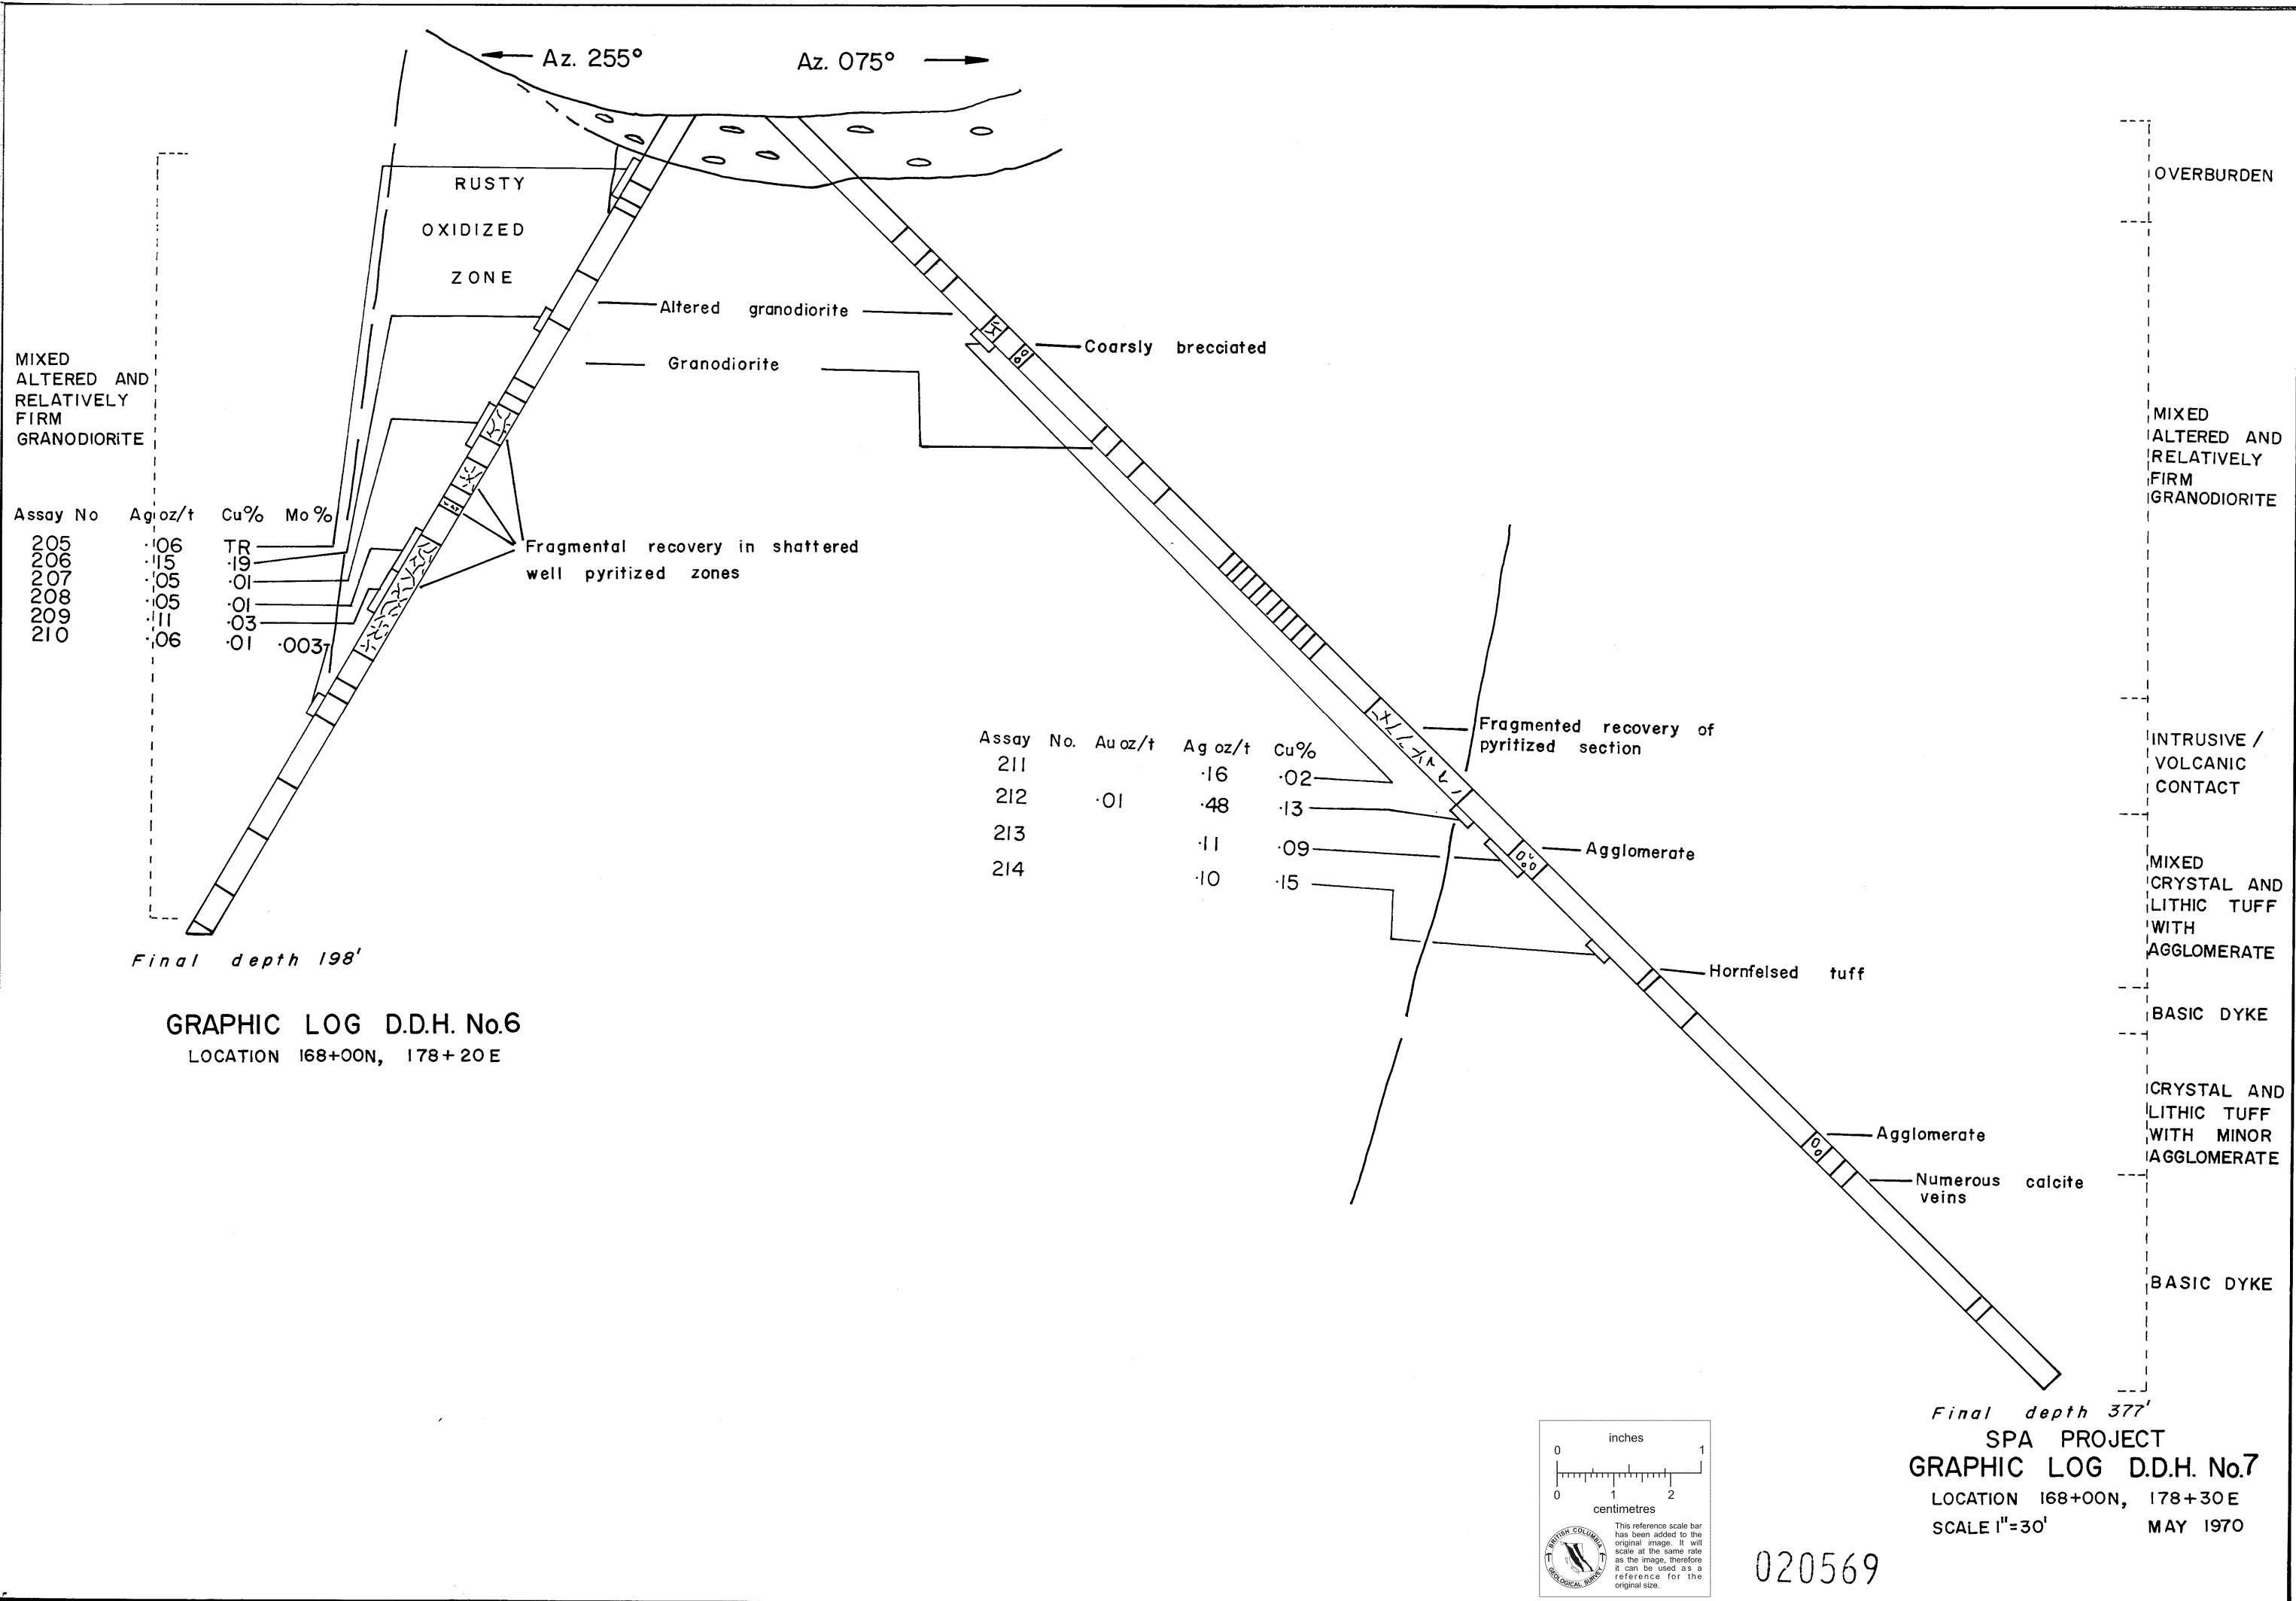 Az. 255°
Az. 075°
RUSTY
OXIDIZED
ZONE
Altered granodiorite
Granodiorite
Coarsly brecciated
MIXED
ALTERED AND
RELATIVELY
FIRM
GRANODIORITE
Assay No Ag oz/t Cu% Mo%
205 .06 TR
206 .15 .19
207 .05 .01
208 .05 .01
209 .11 .03
210 .06 .01 .003
Fragmental recovery in shattered
well pyritized zones
Final depth 198'
GRAPHIC LOG D.D.H. No.6
LOCATION 168+00N, 178+20E
Assay No. Au oz/t Ag oz/t Cu%
211 .16 .02
212 .01 .48 .13
213 .11 .09
214 .10 .15
Fragmented recovery of
pyritized section
Agglomerate
Hornfelsed tuff
Agglomerate
Numerous calcite
veins
OVERBURDEN
MIXED
ALTERED AND
RELATIVELY
FIRM
GRANODIORITE
INTRUSIVE /
VOLCANIC
CONTACT
MIXED
CRYSTAL AND
LITHIC TUFF
WITH
AGGLOMERATE
BASIC DYKE
CRYSTAL AND
LITHIC TUFF
WITH MINOR
AGGLOMERATE
BASIC DYKE
Final depth 377'
SPA PROJECT
GRAPHIC LOG D.D.H. No.7
LOCATION 168+00N, 178+30E
SCALE 1"=30' MAY 1970
inches
0 1
0 1 2
centimetres
BRITISH COLUMBIA
GEOLOGICAL SURVEY
This reference scale bar
has been added to the
original image. It will
scale at the same rate
as the image, therefore
it can be used as a
reference for the
original size.
020569